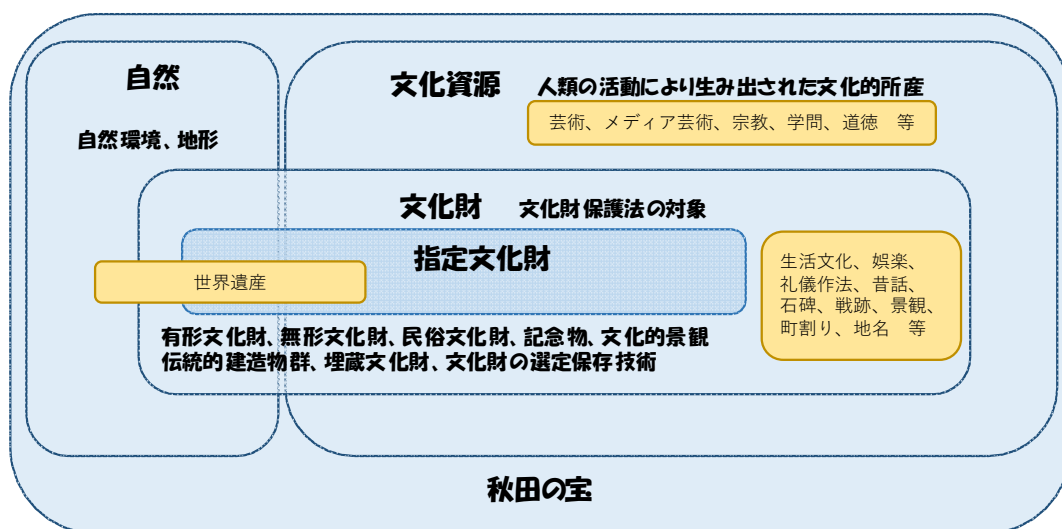 自然
自然環境、地形
文化資源 人類の活動により生み出された文化的所産
芸術、メディア芸術、宗教、学問、道徳　等
文化財 文化財保護法の対象
指定文化財
世界遺産
生活文化、娯楽、
礼儀作法、昔話、
石碑、戦跡、景観、
町割り、地名　等
有形文化財、無形文化財、民俗文化財、記念物、文化的景観
伝統的建造物群、埋蔵文化財、文化財の選定保存技術
秋田の宝